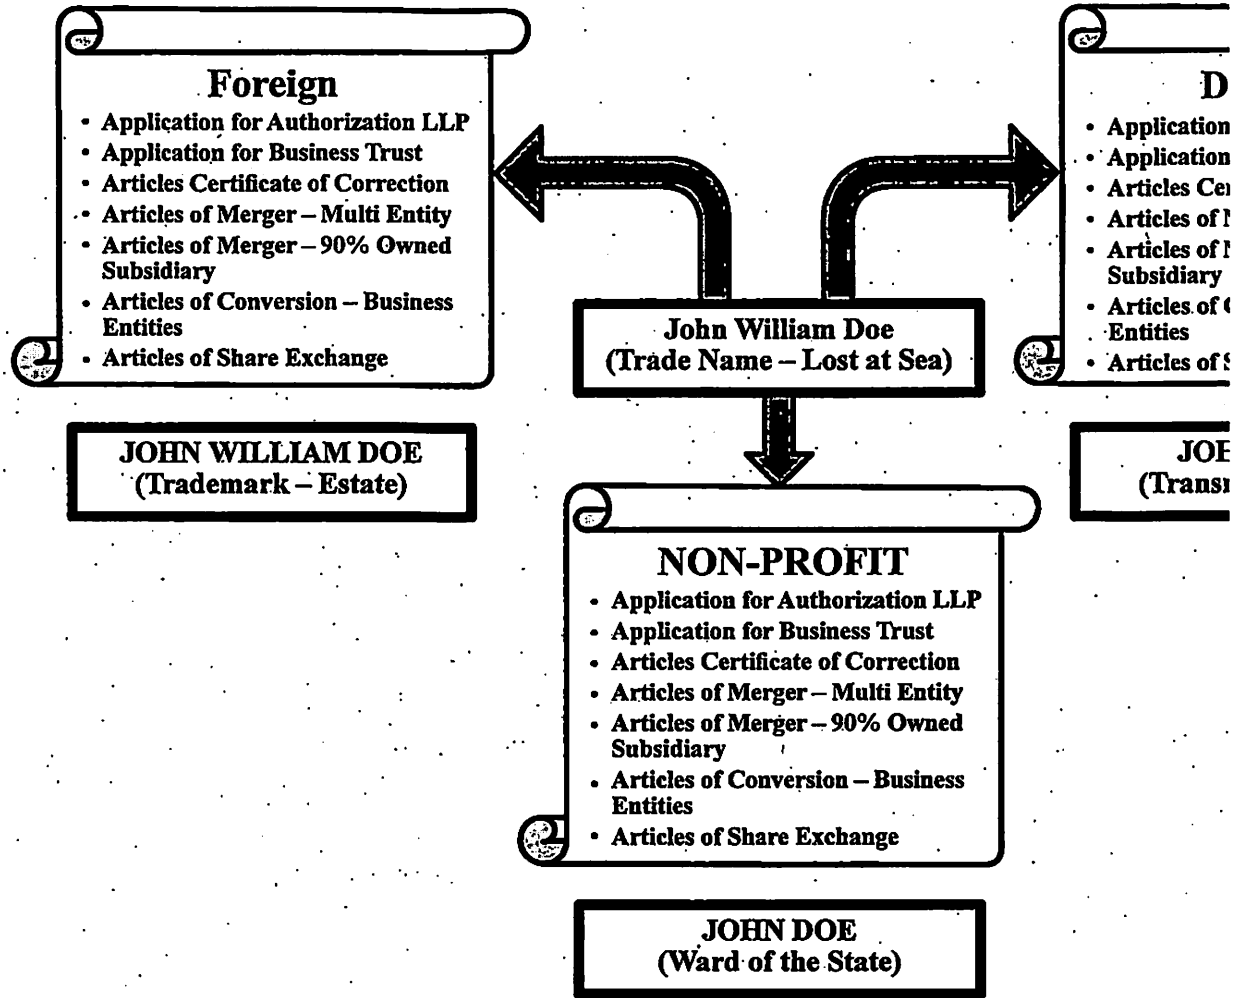 Foreign
• Application for Authorization LLP
• Application for Business Trust
• Articles Certificate of Correction
• Articles of Merger – Multi Entity
• Articles of Merger – 90% Owned
Subsidiary
• Articles of Conversion – Business
Entities
• Articles of Share Exchange
JOHN WILLIAM DOE
(Trademark – Estate)
John William Doe
(Trade Name – Lost at Sea)
• Application
• Application
• Articles
• Articles of
• Articles of
Subsidiary
• Articles of
Entities
• Articles of
NON-PROFIT
• Application for Authorization LLP
• Application for Business Trust
• Articles Certificate of Correction
• Articles of Merger – Multi Entity
• Articles of Merger – 90% Owned
Subsidiary
• Articles of Conversion – Business
Entities
• Articles of Share Exchange
JOHN DOE
(Ward of the State)